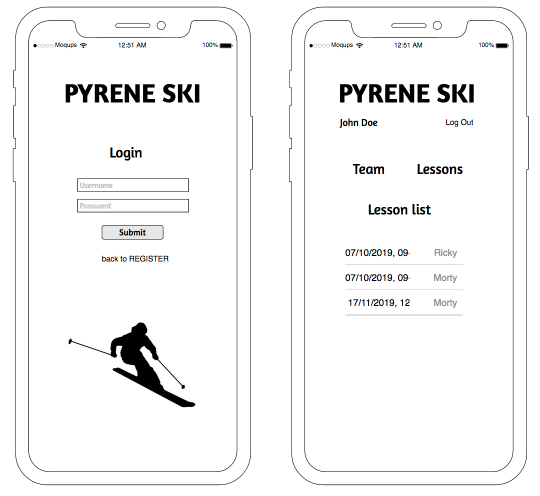 Moqups 12:51 AM 100%
PYRENE SKI
Login
Username
Password
Submit
back to REGISTER
Moqups 12:51 AM 100%
PYRENE SKI
John Doe Log Out
Team Lessons
Lesson list
07/10/2019, 09- Ricky
07/10/2019, 09- Morty
17/11/2019, 12 Morty